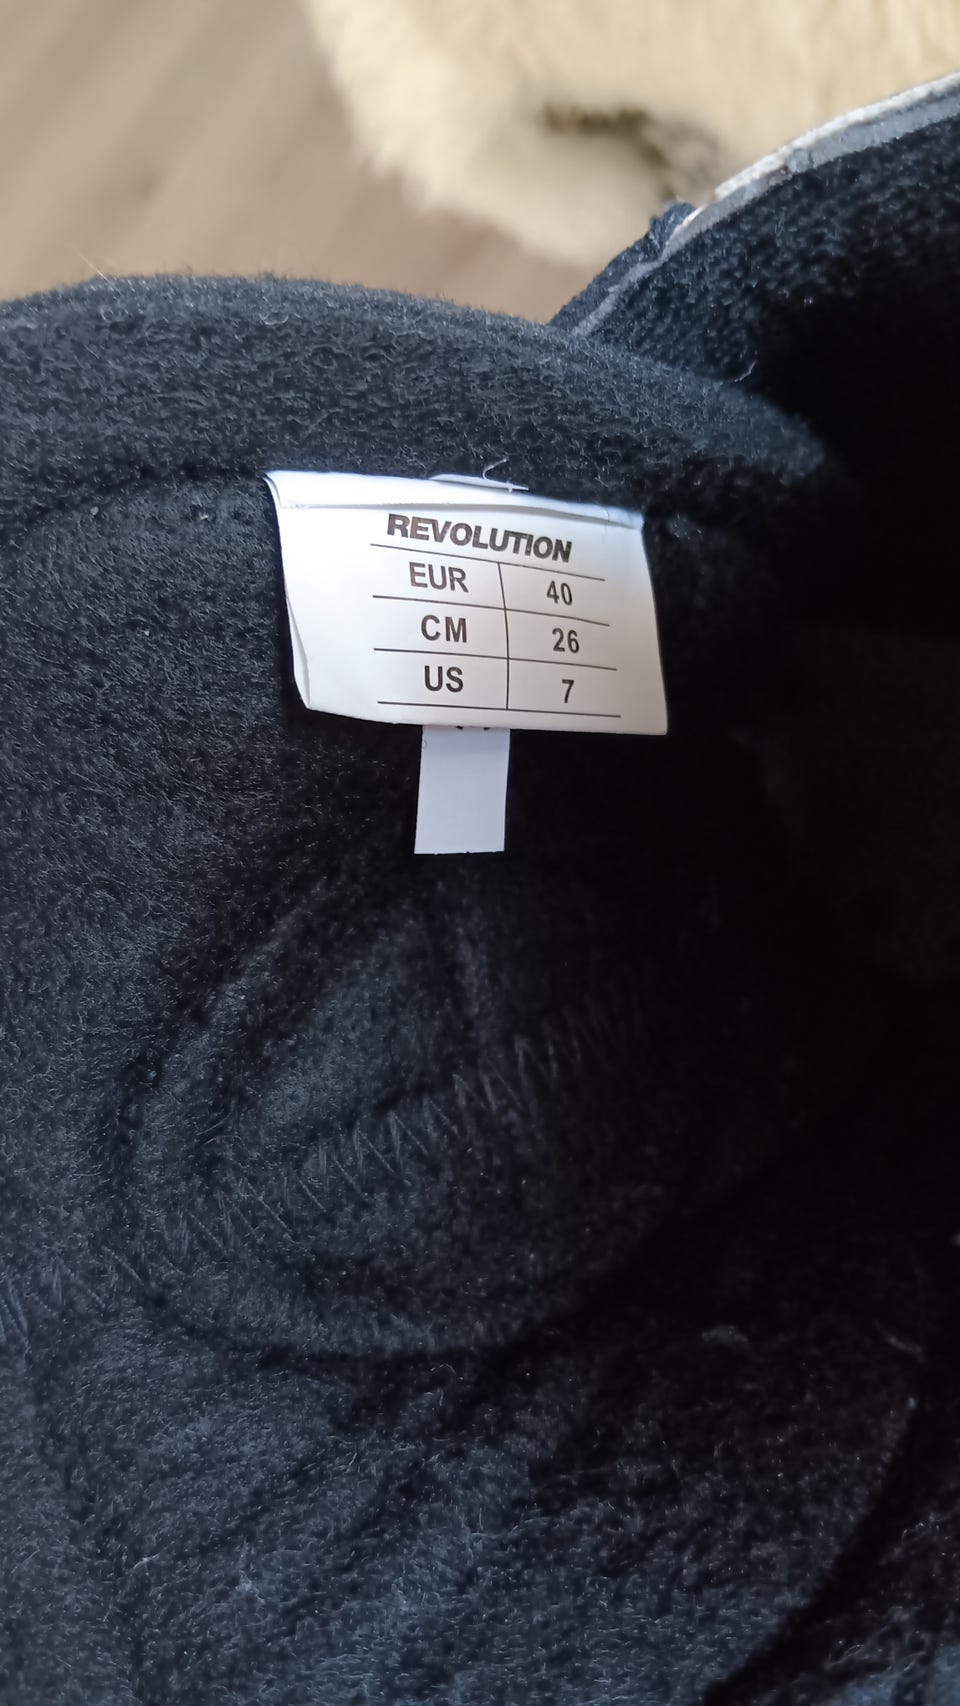 REVOLUTION
EUR 40
CM 26
US 7